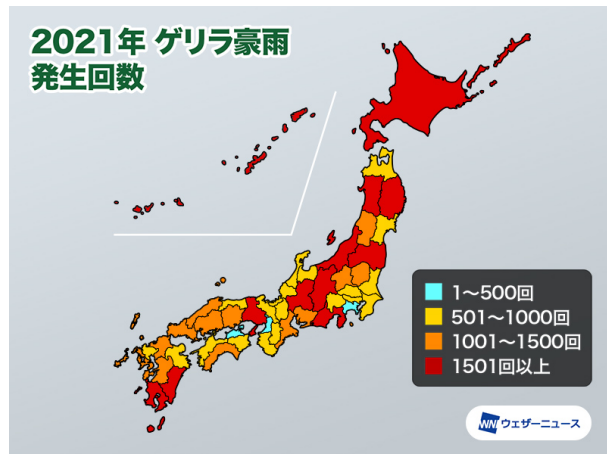 2021年 ゲリラ豪雨
発生回数
1〜500回
501〜1000回
1001〜1500回
1501回以上
WNI ウェザーニュース